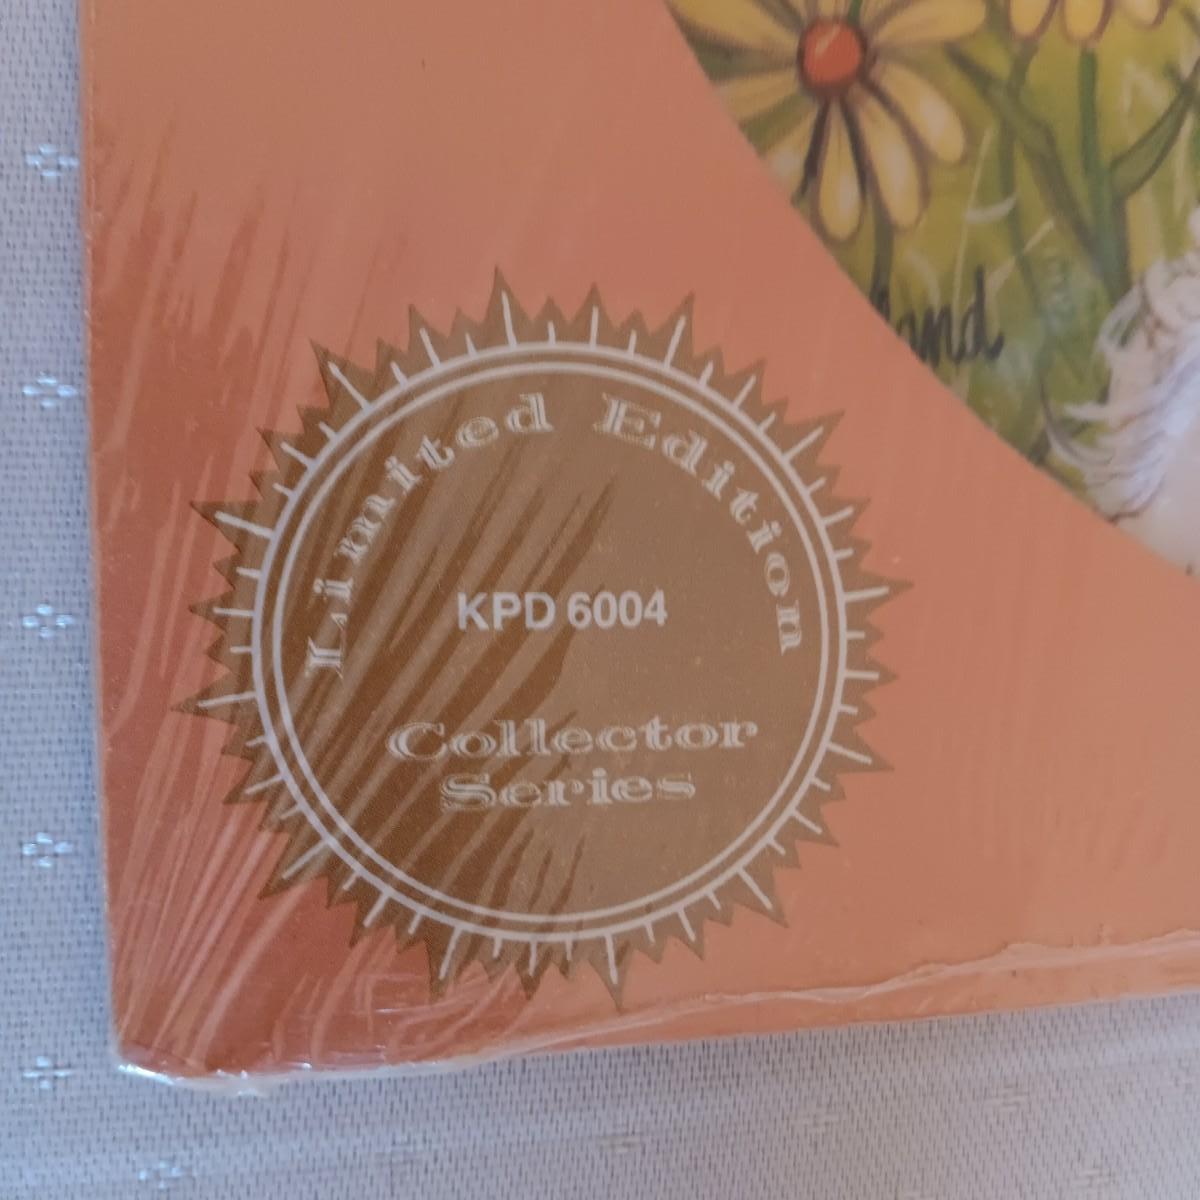 Limited Edition
KPD 6004
Collector
Series